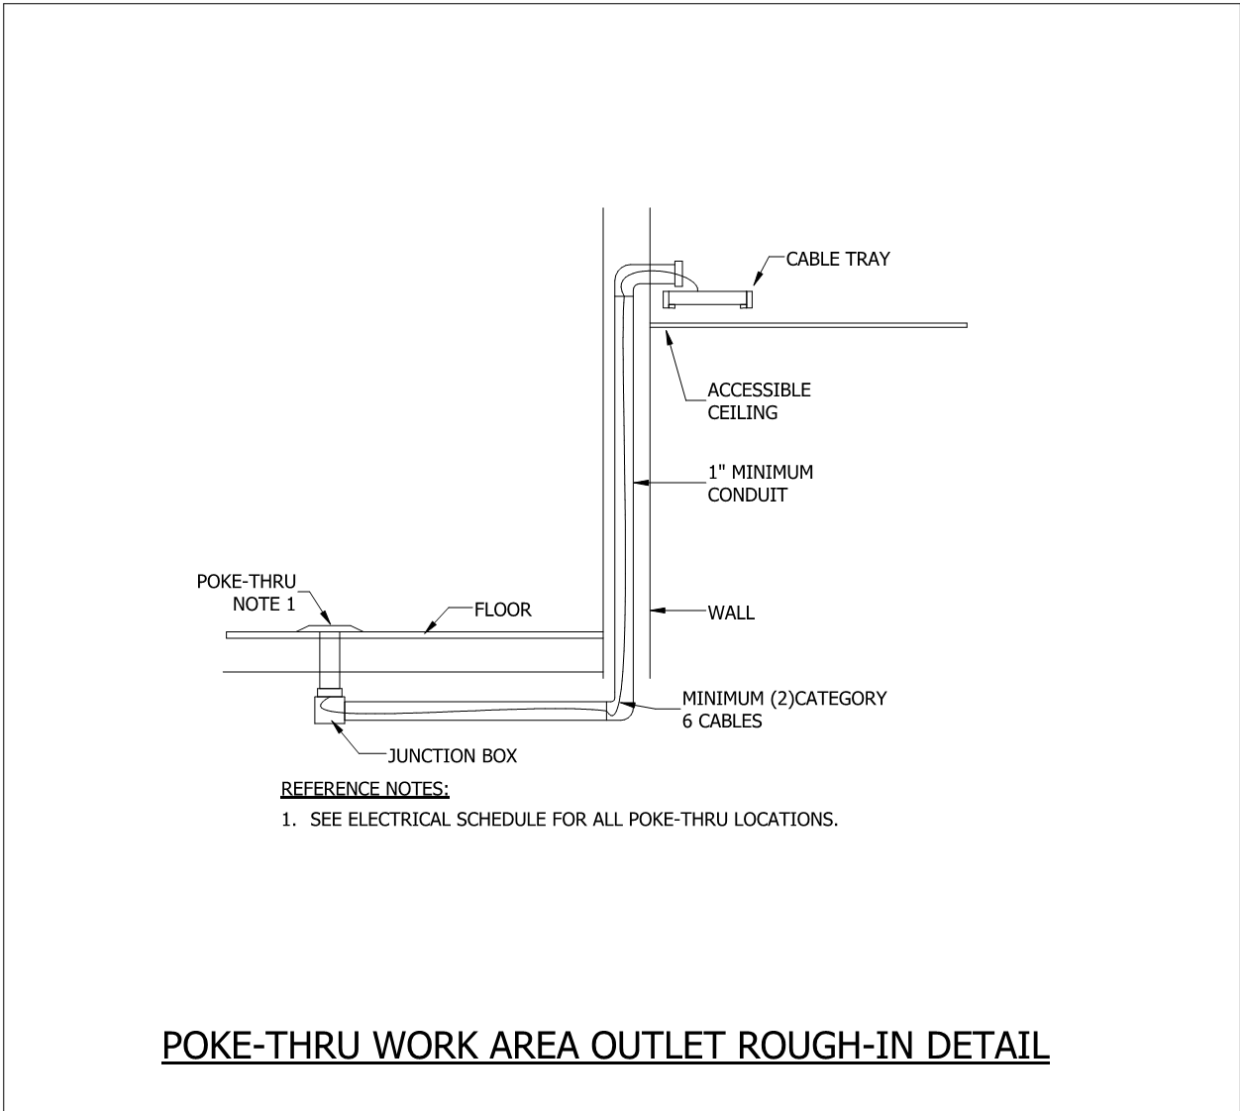 CABLE TRAY
ACCESSIBLE
CEILING
1" MINIMUM
CONDUIT
POKE-THRU
NOTE 1
FLOOR
WALL
MINIMUM (2)CATEGORY
6 CABLES
JUNCTION BOX
REFERENCE NOTES:
1. SEE ELECTRICAL SCHEDULE FOR ALL POKE-THRU LOCATIONS.
POKE-THRU WORK AREA OUTLET ROUGH-IN DETAIL